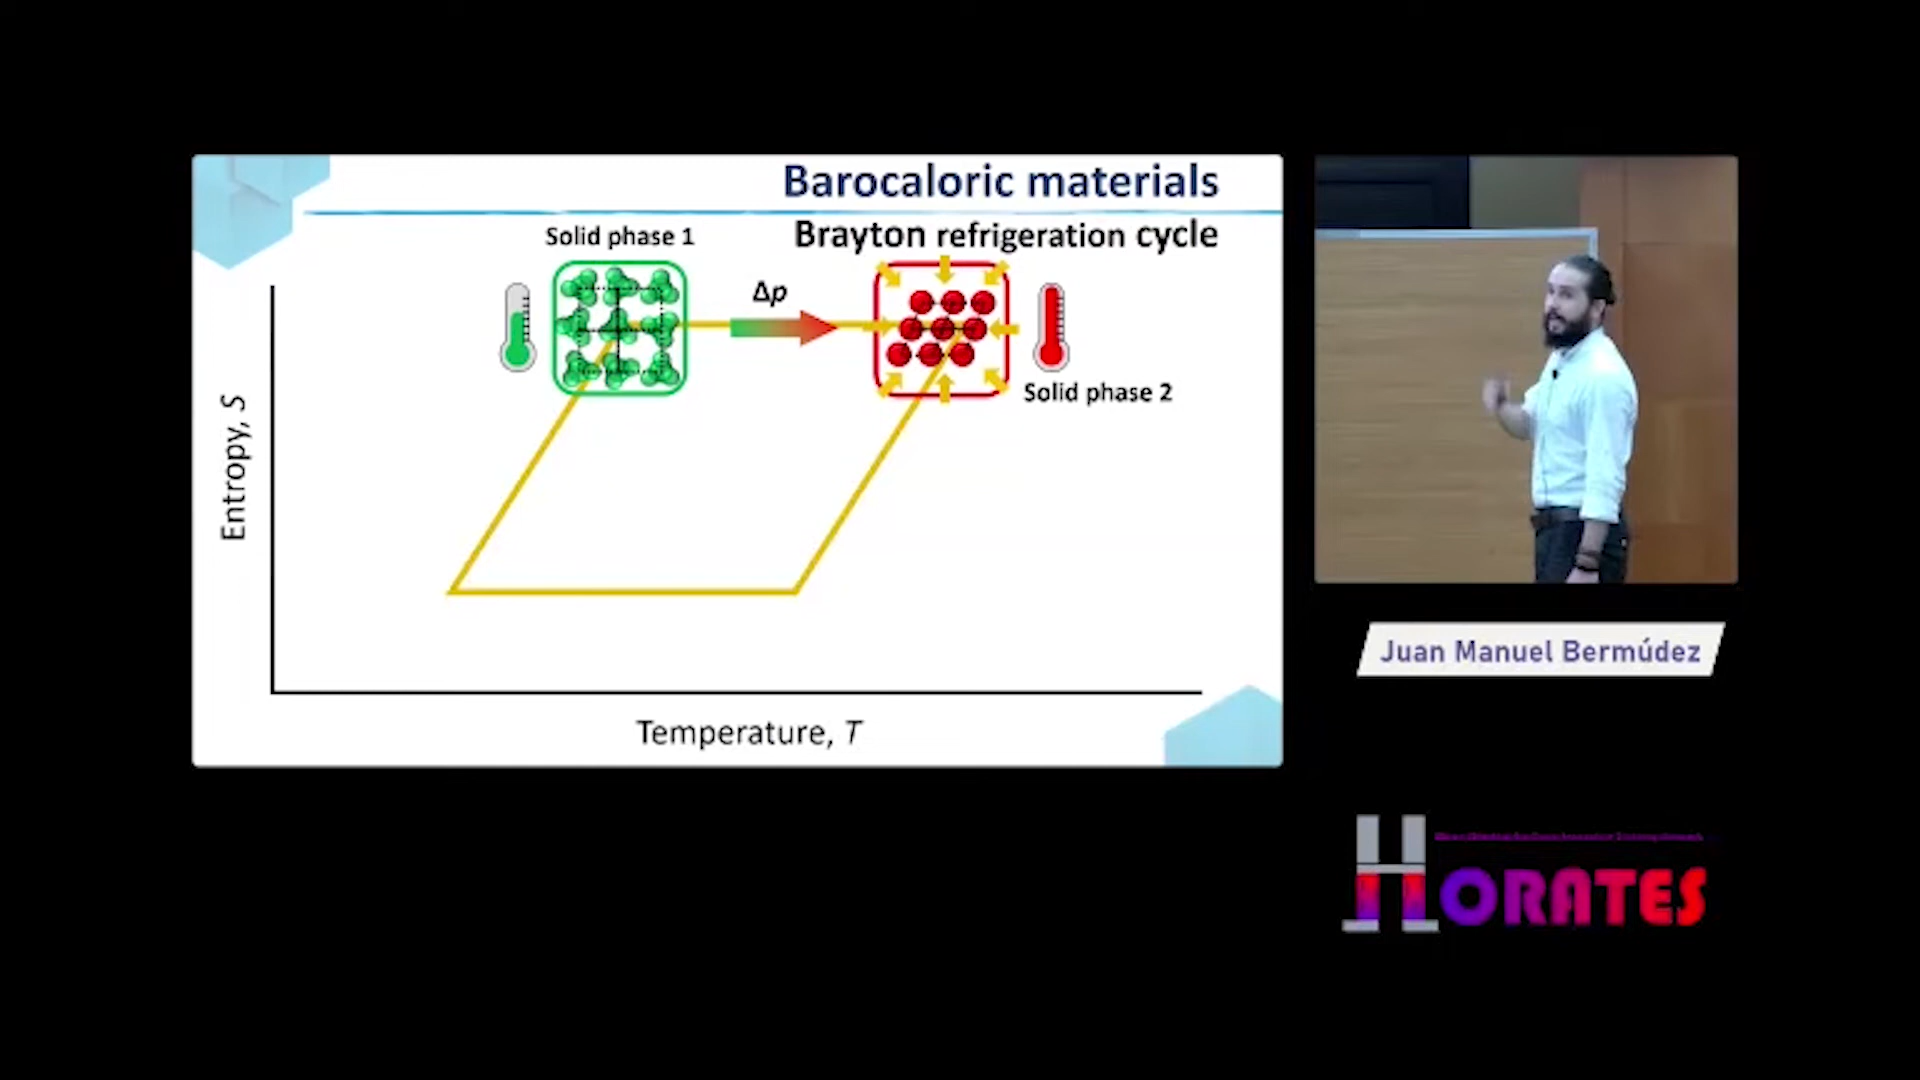 Barocaloric materials
Solid phase 1
Brayton refrigeration cycle
Δp
Solid phase 2
Entropy, S
Temperature, T
Juan Manuel Bermúdez
HORATES